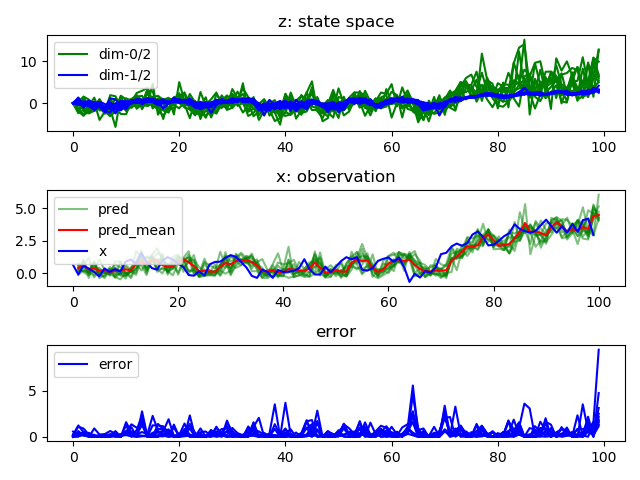 z: state space
10
0
dim-0/2
dim-1/2
0 20 40 60 80 100
x: observation
5.0
2.5
0.0
pred
pred_mean
x
0 20 40 60 80 100
error
5
0
error
0 20 40 60 80 100